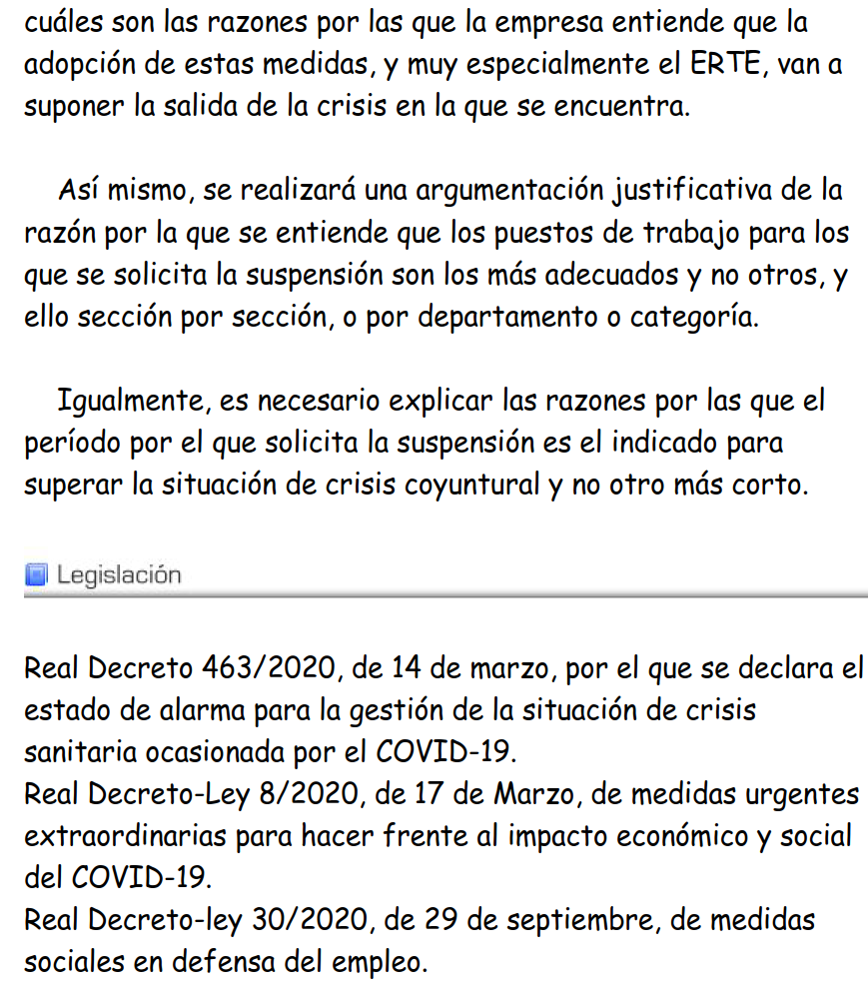 cuáles son las razones por las que la empresa entiende que la
adopción de estas medidas, y muy especialmente el ERTE, van a
suponer la salida de la crisis en la que se encuentra.
Así mismo, se realizará una argumentación justificativa de la
razón por la que se entiende que los puestos de trabajo para los
que se solicita la suspensión son los más adecuados y no otros, y
ello sección por sección, o por departamento o categoría.
Igualmente, es necesario explicar las razones por las que el
período por el que solicita la suspensión es el indicado para
superar la situación de crisis coyuntural y no otro más corto.
Legislación
Real Decreto 463/2020, de 14 de marzo, por el que se declara el
estado de alarma para la gestión de la situación de crisis
sanitaria ocasionada por el COVID-19.
Real Decreto-Ley 8/2020, de 17 de Marzo, de medidas urgentes
extraordinarias para hacer frente al impacto económico y social
del COVID-19.
Real Decreto-ley 30/2020, de 29 de septiembre, de medidas
sociales en defensa del empleo.